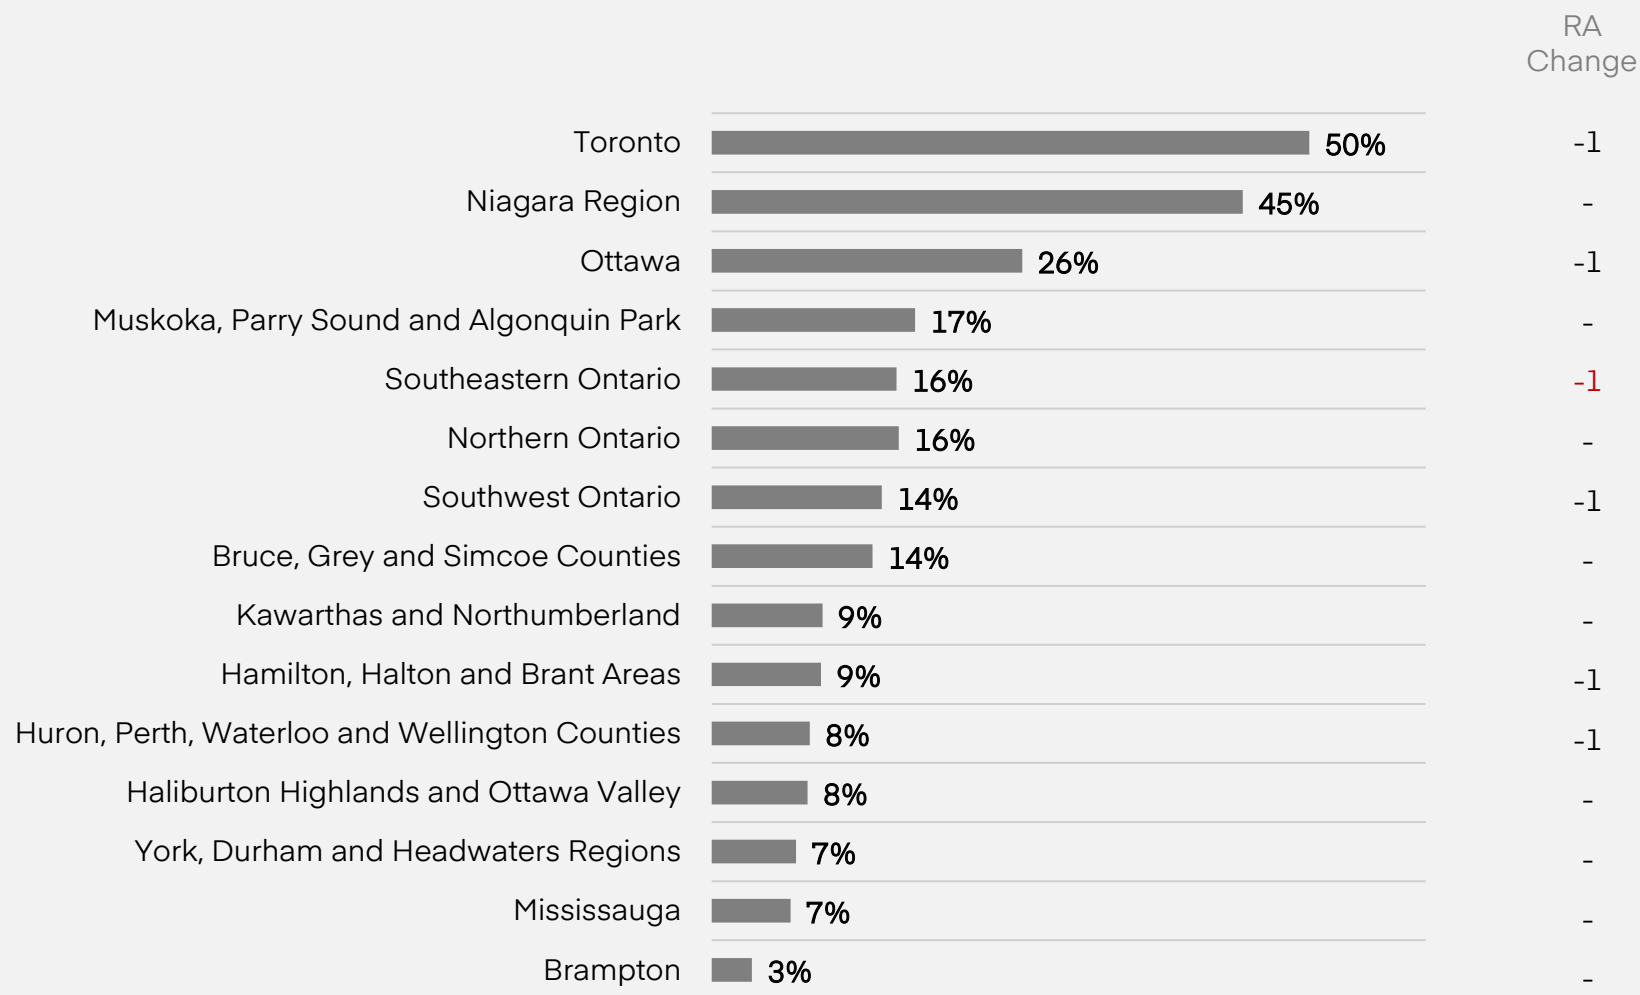 RA
Change
Toronto 50% -1
Niagara Region 45% -
Ottawa 26% -1
Muskoka, Parry Sound and Algonquin Park 17% -
Southeastern Ontario 16% -1
Northern Ontario 16% -
Southwest Ontario 14% -1
Bruce, Grey and Simcoe Counties 14% -
Kawarthas and Northumberland 9% -
Hamilton, Halton and Brant Areas 9% -1
Huron, Perth, Waterloo and Wellington Counties 8% -1
Haliburton Highlands and Ottawa Valley 8% -
York, Durham and Headwaters Regions 7% -
Mississauga 7% -
Brampton 3% -